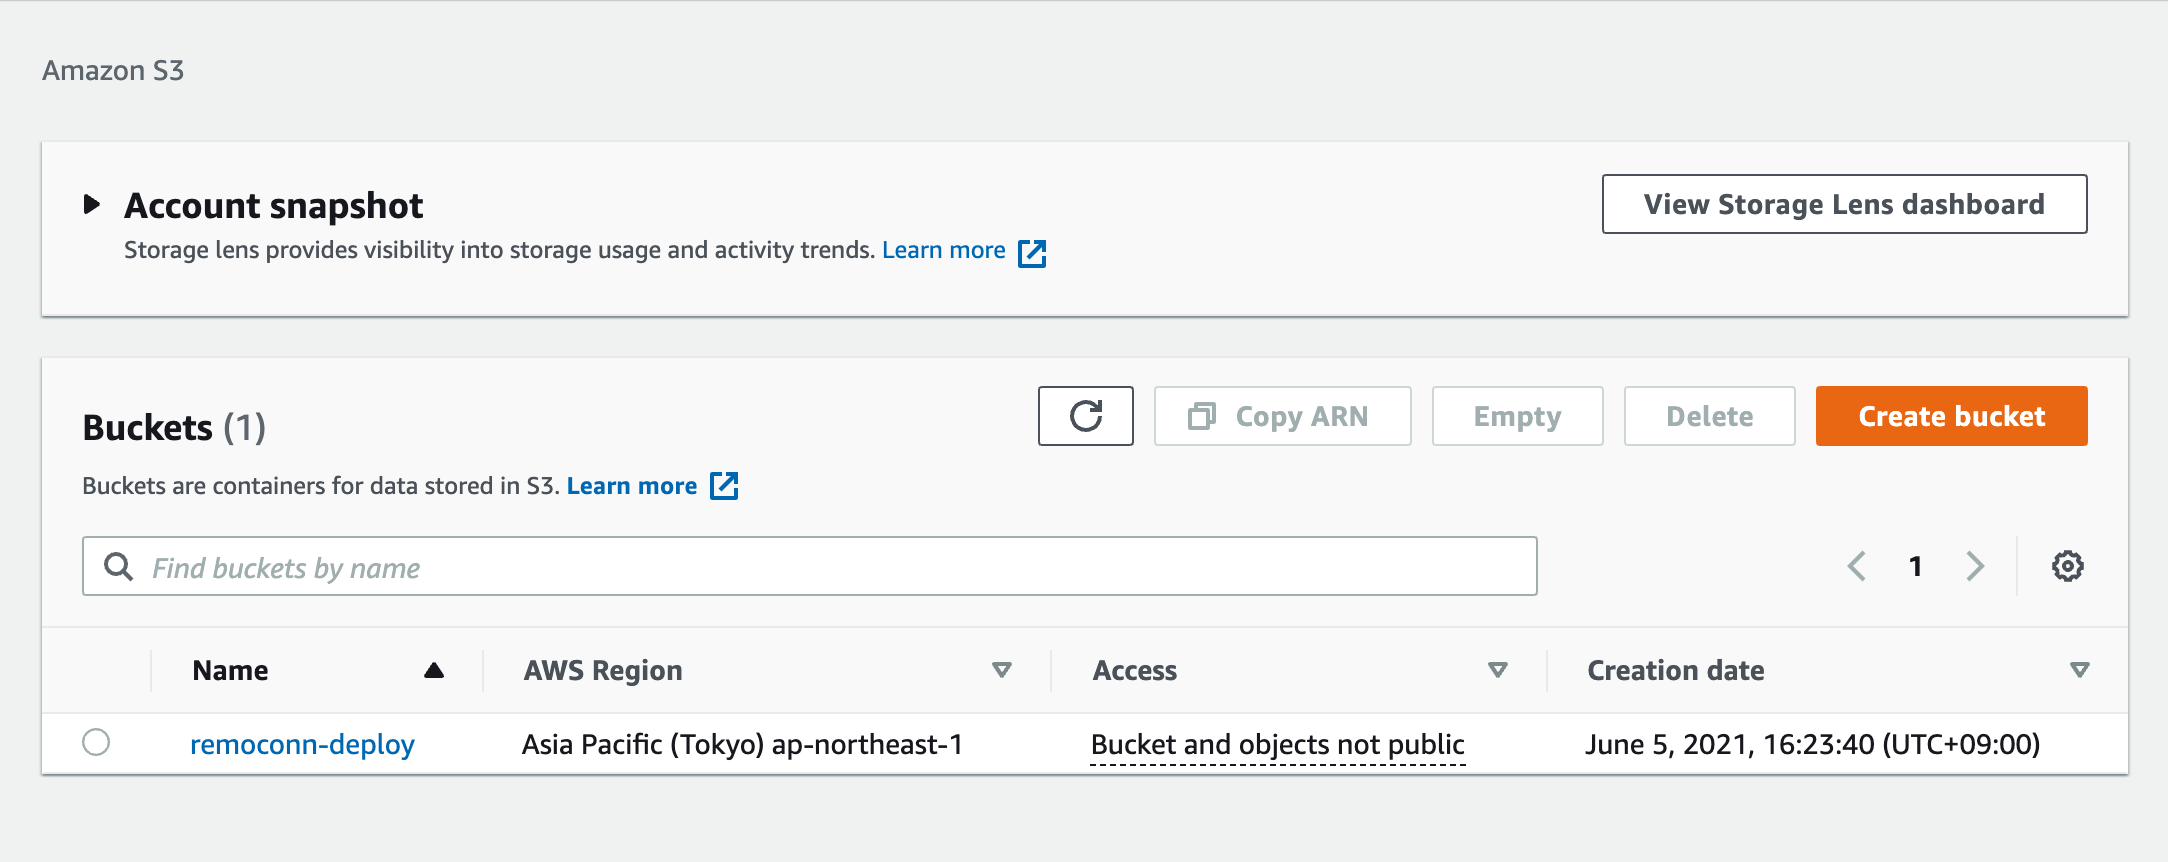 Amazon S3
Account snapshot
View Storage Lens dashboard
Storage lens provides visibility into storage usage and activity trends. Learn more
Buckets (1)
Copy ARN
Empty
Delete
Create bucket
Buckets are containers for data stored in S3. Learn more
Find buckets by name
1
Name
AWS Region
Access
Creation date
remoconn-deploy
Asia Pacific (Tokyo) ap-northeast-1
Bucket and objects not public
June 5, 2021, 16:23:40 (UTC+09:00)